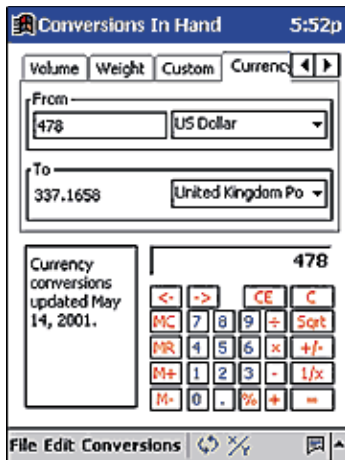 Conversions In Hand 5:52p
Volume Weight Custom Currenc
From
478 US Dollar
To
337.1658 United Kingdom Po
478
Currency
conversions
updated May
14, 2001.
<- -> CE C
MC 7 8 9 ÷ Sqrt
MR 4 5 6 × +/-
M+ 1 2 3 - 1/x
M- 0 . % + =
File Edit Conversions X/Y